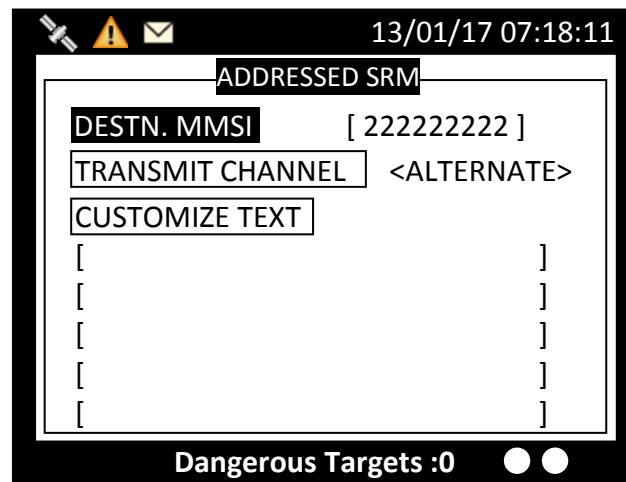 13/01/17 07:18:11
ADDRESSED SRM
DESTN. MMSI [ 222222222 ]
TRANSMIT CHANNEL <ALTERNATE>
CUSTOMIZE TEXT
[ ]
[ ]
[ ]
[ ]
[ ]
Dangerous Targets :0